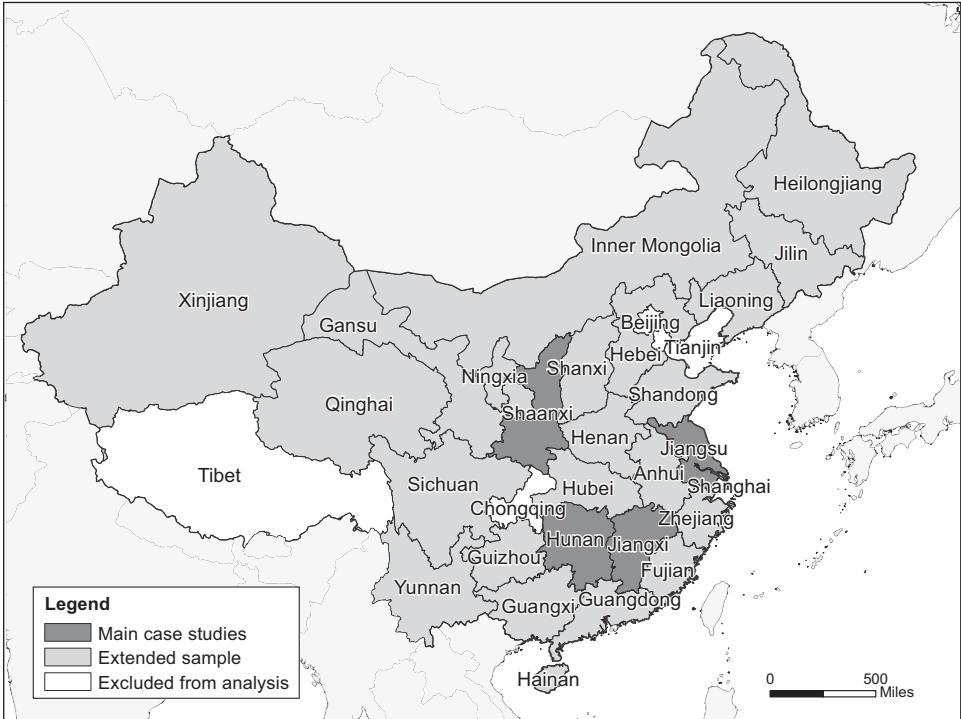 Heilongjiang
Inner Mongolia
Jilin
Xinjiang
Liaoning
Gansu
Beijing
Tianjin
Hebei
Shanxi
Ningxia
Shandong
Qinghai
Shaanxi
Henan
Jiangsu
Tibet
Anhui
Sichuan
Shanghai
Hubei
Chongqing
Zhejiang
Hunan
Jiangxi
Guizhou
Fujian
Yunnan
Guangxi
Guangdong
Hainan
Legend
Main case studies
Extended sample
Excluded from analysis
0 500
Miles